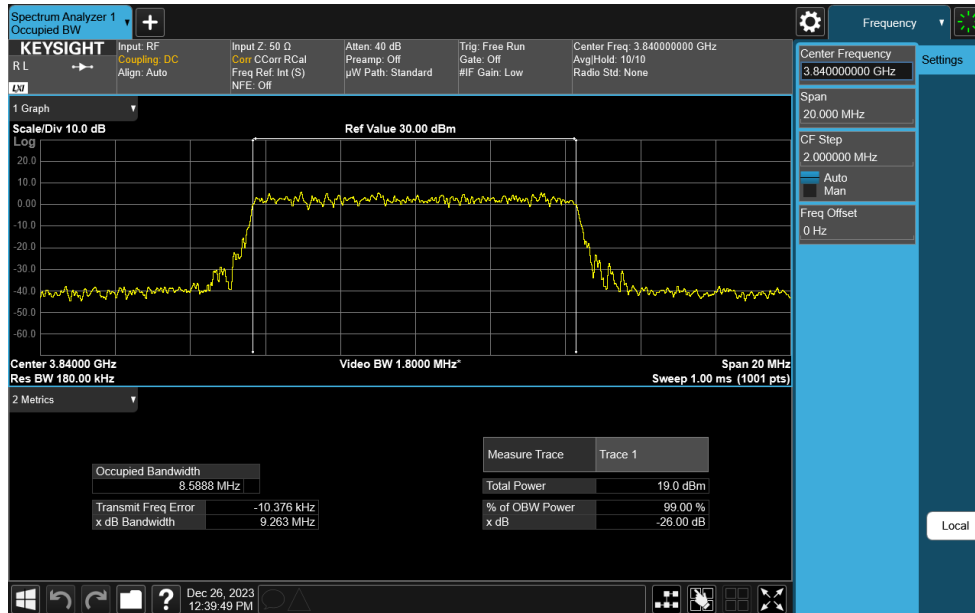 Spectrum Analyzer 1
Occupied BW
Frequency
KEYSIGHT
R L
LXI
Input: RF
Coupling: DC
Align: Auto
Input Z: 50 Ω
Corr CCorr RCal
Freq Ref: Int (S)
NFE: Off
Atten: 40 dB
Preamp: Off
µW Path: Standard
Trig: Free Run
Gate: Off
#IF Gain: Low
Center Freq: 3.840000000 GHz
Avg|Hold: 10/10
Radio Std: None
Center Frequency
3.840000000 GHz
Settings
Span
20.000 MHz
CF Step
2.000000 MHz
Auto
Man
Freq Offset
0 Hz
Local
1 Graph
Scale/Div 10.0 dB
Ref Value 30.00 dBm
Log
20.0
10.0
0.00
-10.0
-20.0
-30.0
-40.0
-50.0
-60.0
Center 3.84000 GHz
Video BW 1.8000 MHz*
Span 20 MHz
Res BW 180.00 kHz
Sweep 1.00 ms (1001 pts)
2 Metrics
Measure Trace Trace 1
Occupied Bandwidth
8.5888 MHz
Total Power 19.0 dBm
Transmit Freq Error -10.376 kHz
% of OBW Power 99.00 %
x dB Bandwidth 9.263 MHz
x dB -26.00 dB
?
Dec 26, 2023
12:39:49 PM